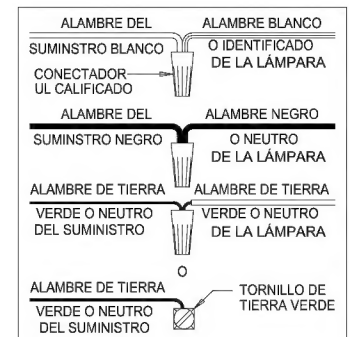 ALAMBRE DEL ALAMBRE BLANCO
SUMINSTRO BLANCO O IDENTIFICADO
DE LA LÁMPARA
CONECTADOR
UL CALIFICADO
ALAMBRE DEL ALAMBRE NEGRO
SUMINSTRO NEGRO O NEUTRO
DE LA LÁMPARA
ALAMBRE DE TIERRA ALAMBRE DE TIERRA
VERDE O NEUTRO VERDE O NEUTRO
DEL SUMINISTRO DE LA LÁMPARA
O
ALAMBRE DE TIERRA TORNILLO DE
VERDE O NEUTRO TIERRA VERDE
DEL SUMINISTRO